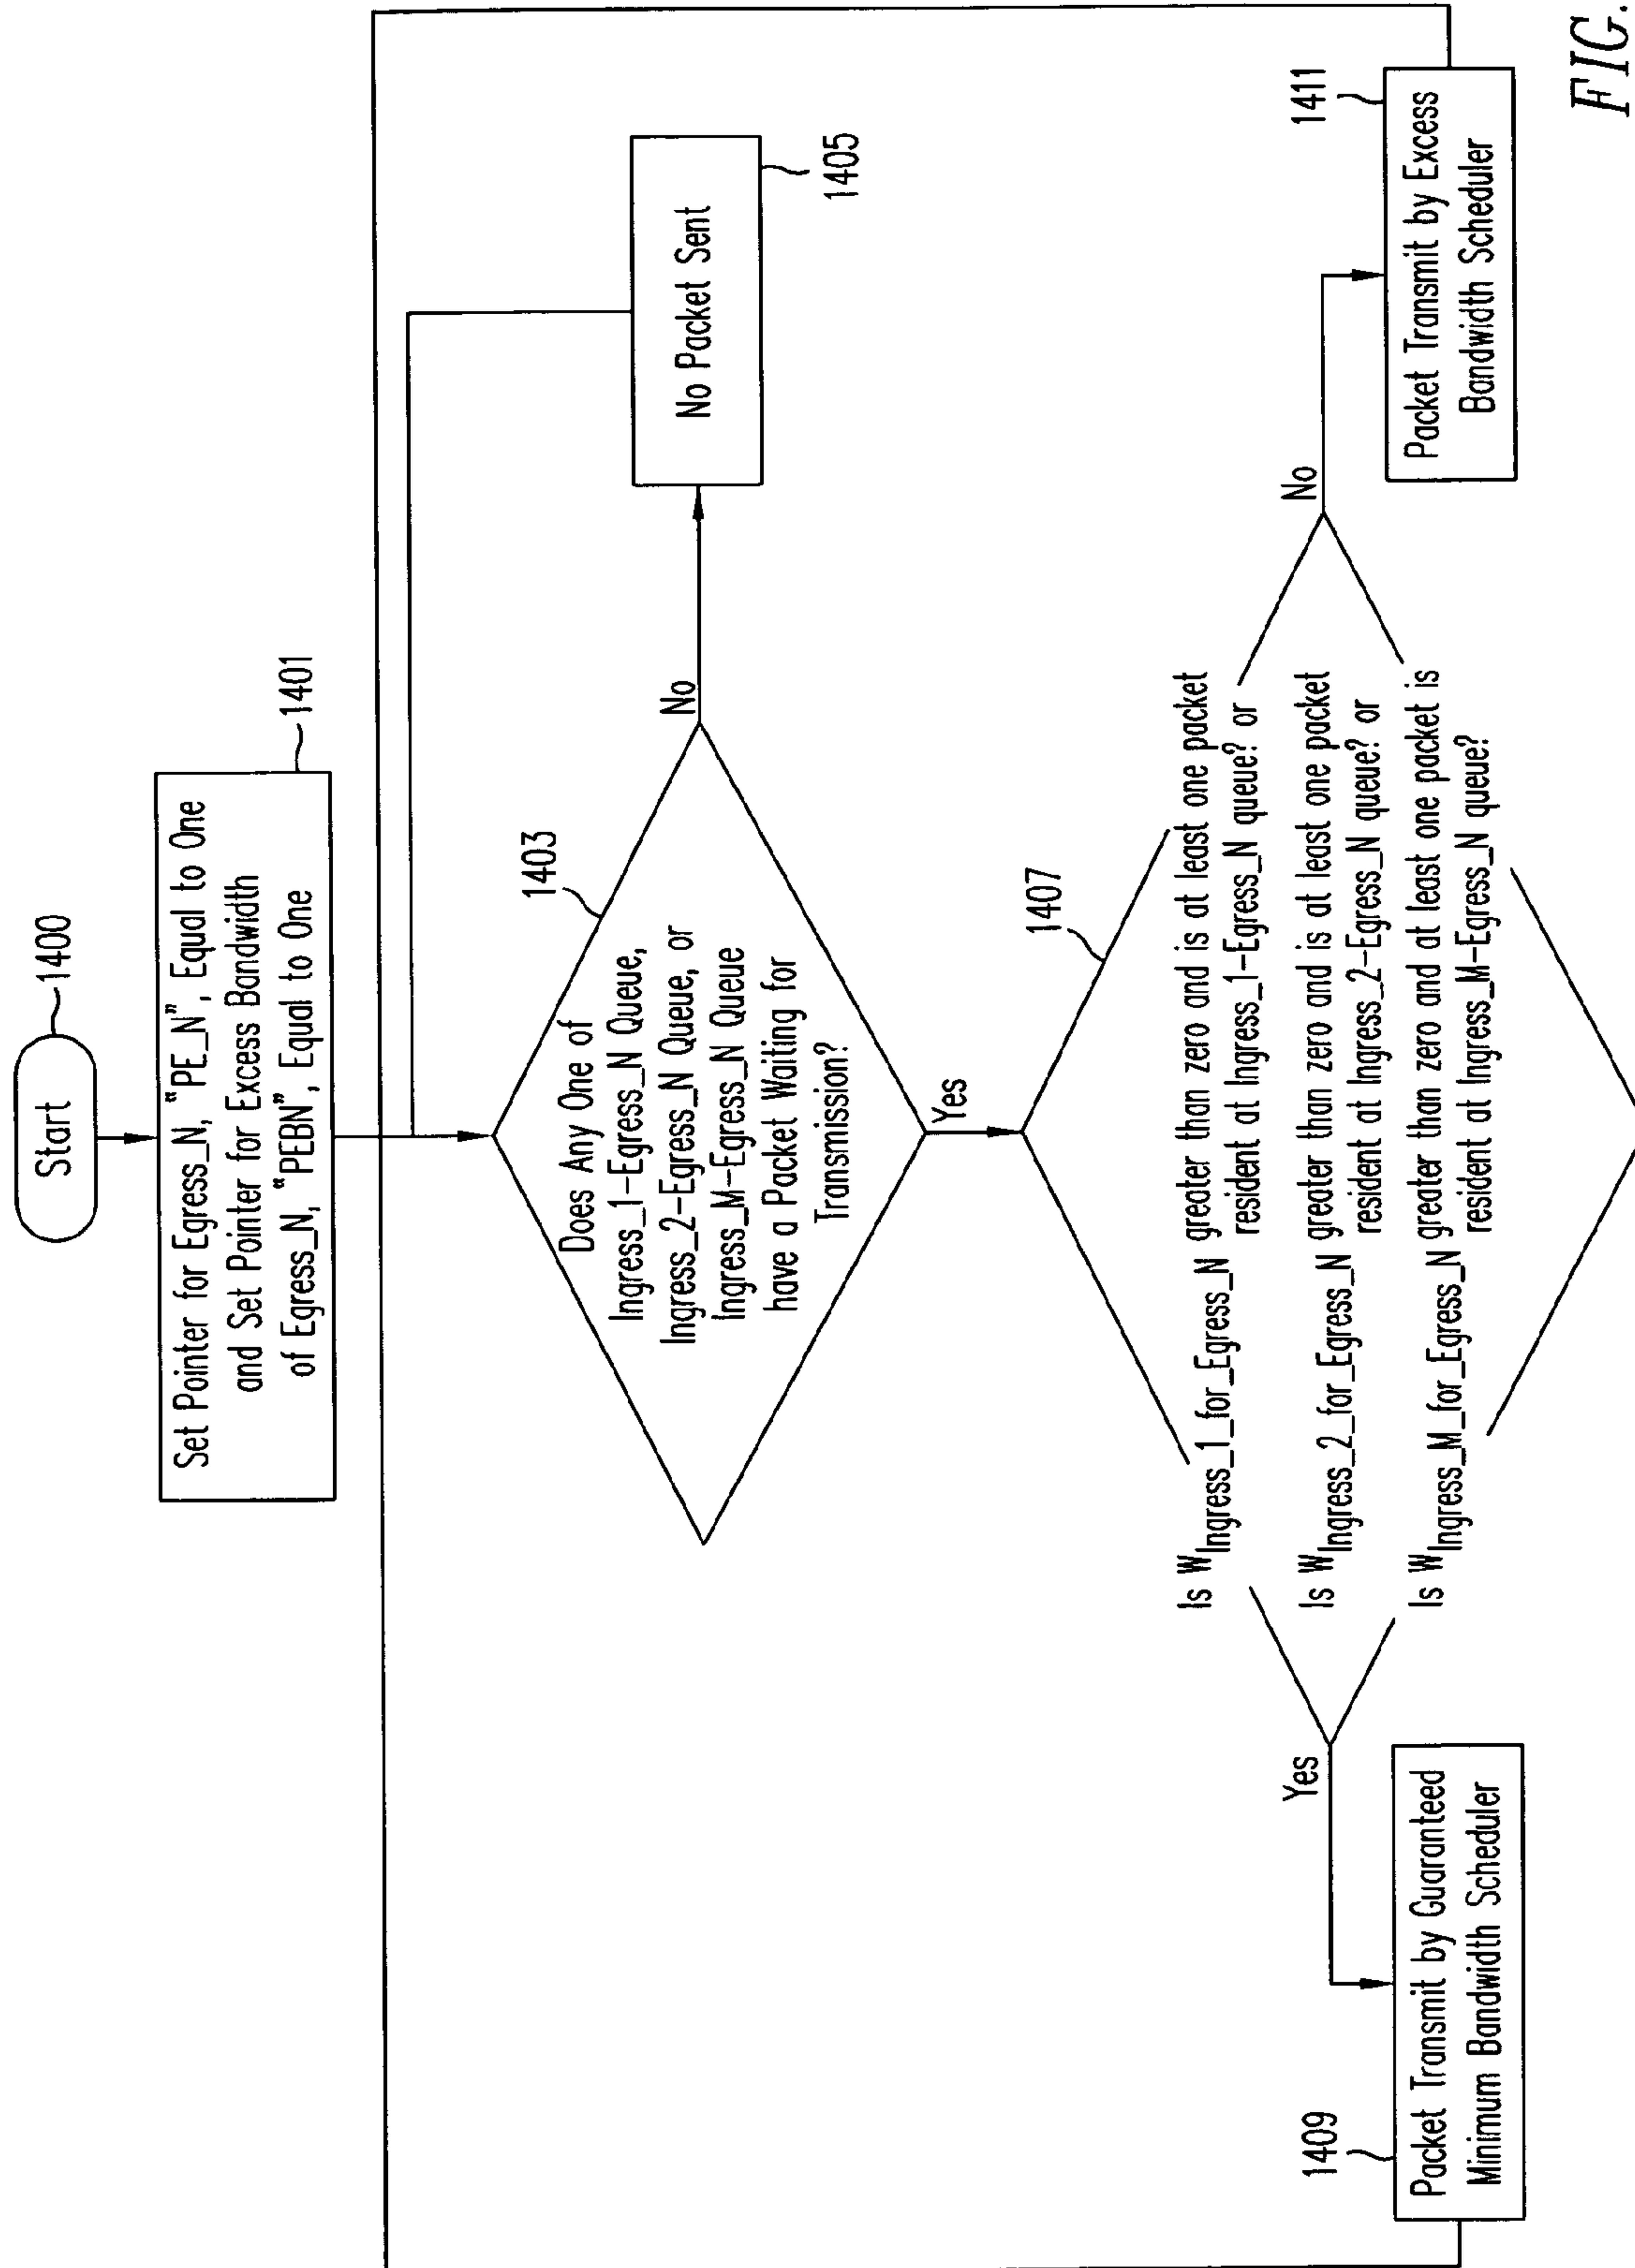 Start
1400
Set Pointer for Egress_N, "PE_N", Equal to One
and Set Pointer for Excess Bandwidth
of Egress_N, "PEBN", Equal to One
1401
1403
Does Any One of
Ingress_1-Egress_N Queue,
Ingress_2-Egress_N Queue, or
Ingress_M-Egress_N Queue
have a Packet Waiting for
Transmission?
No
No Packet Sent
1405
Yes
1407
Is WIngress_1_for_Egress_N greater than zero and is at least one packet
resident at Ingress_1-Egress_N queue? or
Is WIngress_2_for_Egress_N greater than zero and is at least one packet
resident at Ingress_2-Egress_N queue? or
Is WIngress_M_for_Egress_N greater than zero and at least one packet is
resident at Ingress_M-Egress_N queue?
Yes
No
1409
Packet Transmit by Guaranteed
Minimum Bandwidth Scheduler
1411
Packet Transmit by Excess
Bandwidth Scheduler
FIG.